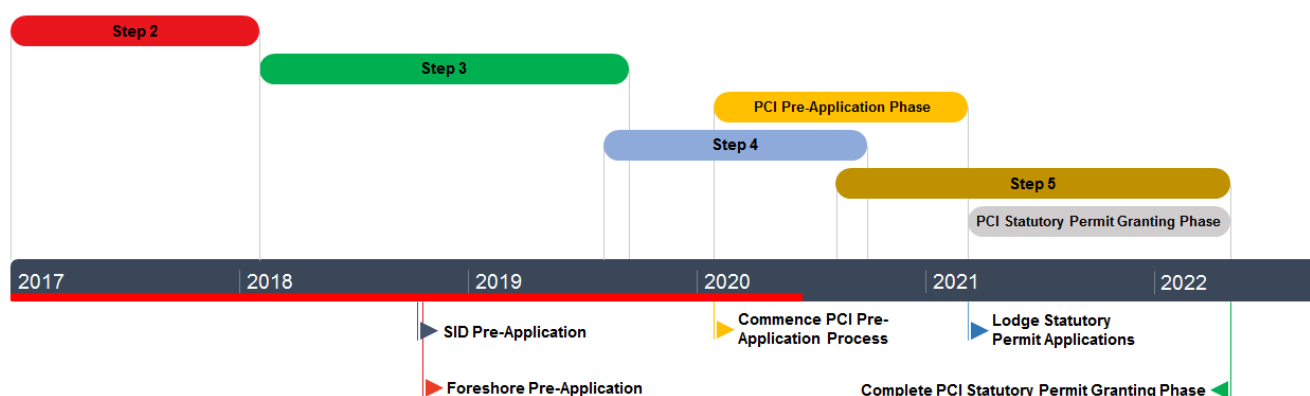 Step 2
Step 3
PCI Pre-Application Phase
Step 4
Step 5
PCI Statutory Permit Granting Phase
2017 2018 2019 2020 2021 2022
SID Pre-Application
Commence PCI Pre-
Application Process
Lodge Statutory
Permit Applications
Foreshore Pre-Application
Complete PCI Statutory Permit Granting Phase